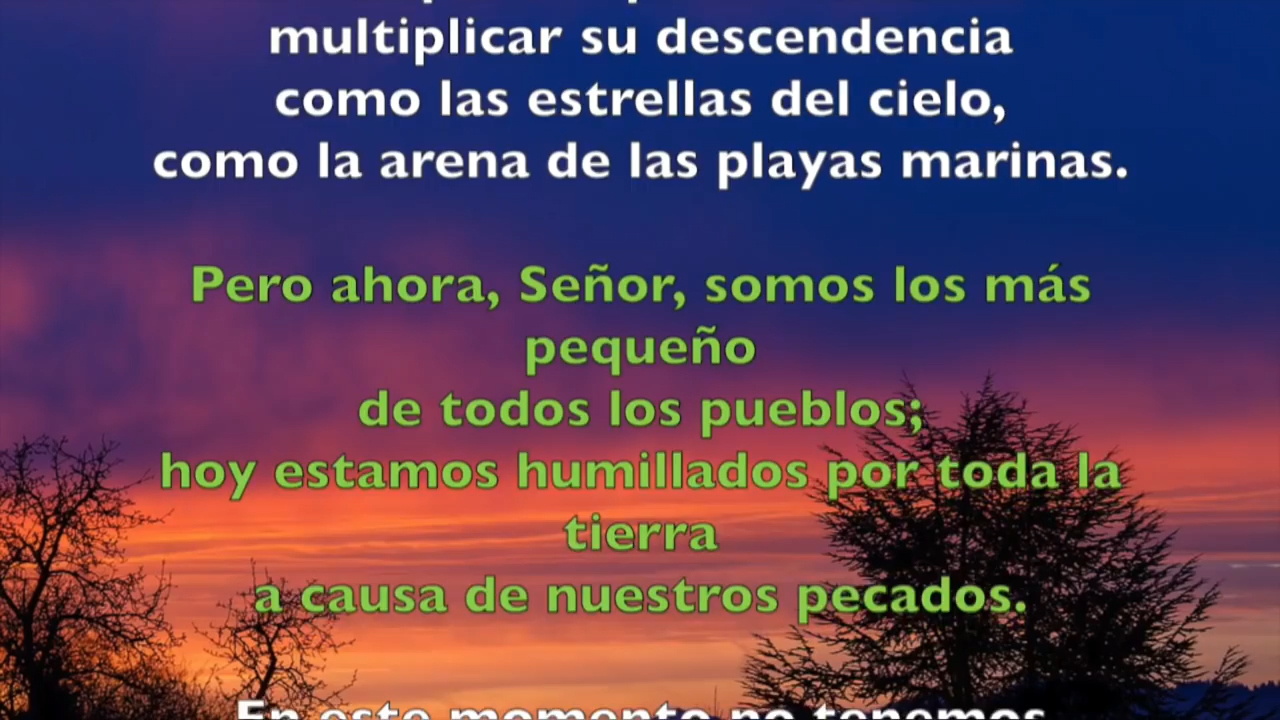 multiplicar su descendencia
como las estrellas del cielo,
como la arena de las playas marinas.
Pero ahora, Señor, somos los más
pequeño
de todos los pueblos;
hoy estamos humillados por toda la
tierra
a causa de nuestros pecados.
En este momento no tenemos